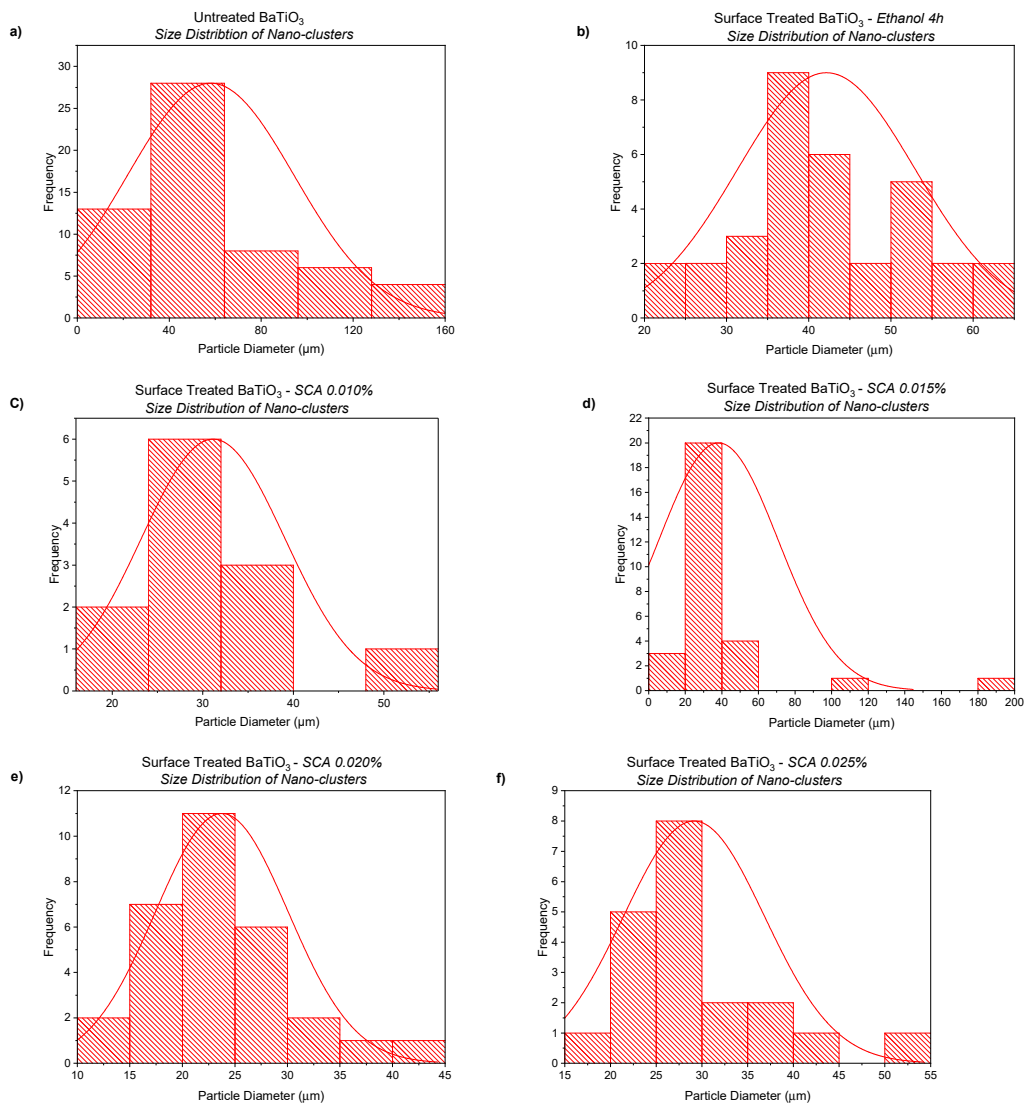 a)
Untreated BaTiO₃
Size Distribtion of Nano-clusters
Frequency
30
25
20
15
10
5
0
0 40 80 120 160
Particle Diameter (µm)
b)
Surface Treated BaTiO₃ - Ethanol 4h
Size Distribution of Nano-clusters
Frequency
10
8
6
4
2
0
20 30 40 50 60
Particle Diameter (µm)
C)
Surface Treated BaTiO₃ - SCA 0.010%
Size Distribution of Nano-clusters
Frequency
6
5
4
3
2
1
0
20 30 40 50
Particle Diameter (µm)
d)
Surface Treated BaTiO₃ - SCA 0.015%
Size Distribution of Nano-clusters
Frequency
22
20
18
16
14
12
10
8
6
4
2
0
0 20 40 60 80 100 120 140 160 180 200
Particle Diameter (µm)
e)
Surface Treated BaTiO₃ - SCA 0.020%
Size Distribution of Nano-clusters
Frequency
12
10
8
6
4
2
0
10 15 20 25 30 35 40 45
Particle Diameter (µm)
f)
Surface Treated BaTiO₃ - SCA 0.025%
Size Distribution of Nano-clusters
Frequency
9
8
7
6
5
4
3
2
1
0
15 20 25 30 35 40 45 50 55
Particle Diameter (µm)